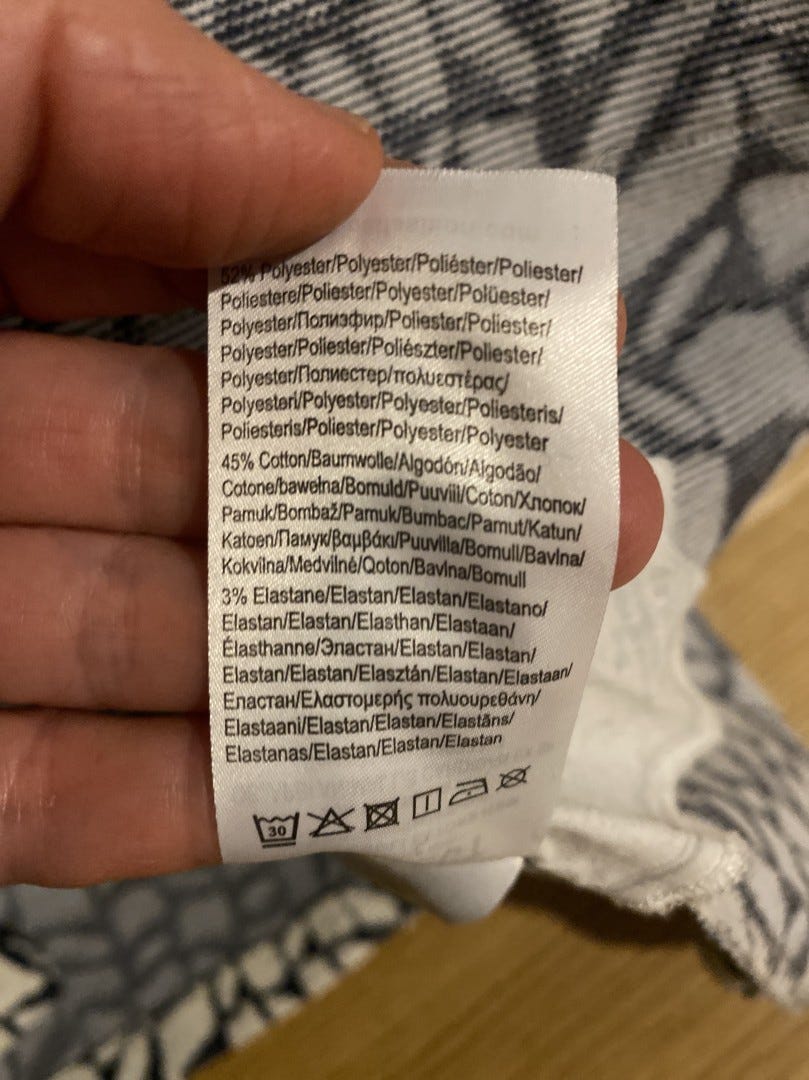 52% Polyester/Polyester/Poliéster/Poliester/
Poliestere/Poliester/Polyester/Polüester/
Polyester/Полиэфир/Poliester/Poliester/
Polyester/Poliester/Poliészter/Poliester/
Polyester/Полиестер/πολυεστέρας/
Polyesteri/Polyester/Polyester/Poliesteris/
Poliesteris/Poliester/Polyester/Polyester
45% Cotton/Baumwolle/Algodón/Algodão/
Cotone/bawełna/Bomuld/Puuvill/Coton/Хлопок/
Pamuk/Bombaž/Pamuk/Bumbac/Pamut/Katun/
Katoen/Памук/βαμβάκι/Puuvilla/Bomull/Bavlna/
Kokvilna/Medvilnė/Qoton/Bavlna/Bomull
3% Elastane/Elastan/Elastan/Elastano/
Elastan/Elastan/Elasthan/Elastaan/
Élasthanne/Эластан/Elastan/Elastan/
Elastan/Elastan/Elasztán/Elastan/Elastaan/
Еластан/Ελαστομερής πολυουρεθάνη/
Elastaani/Elastan/Elastan/Elastāns/
Elastanas/Elastan/Elastan/Elastan
30